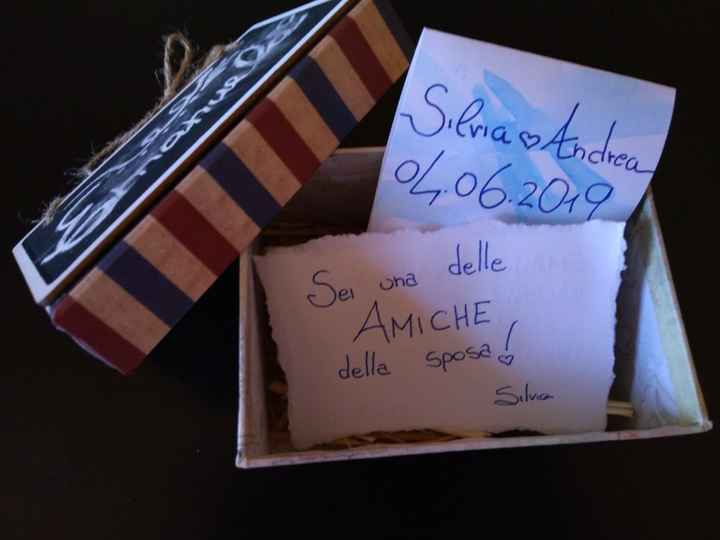 Silvia ♡ Andrea
04.06.2019
Sei una delle
AMICHE
della sposa!
Silvia